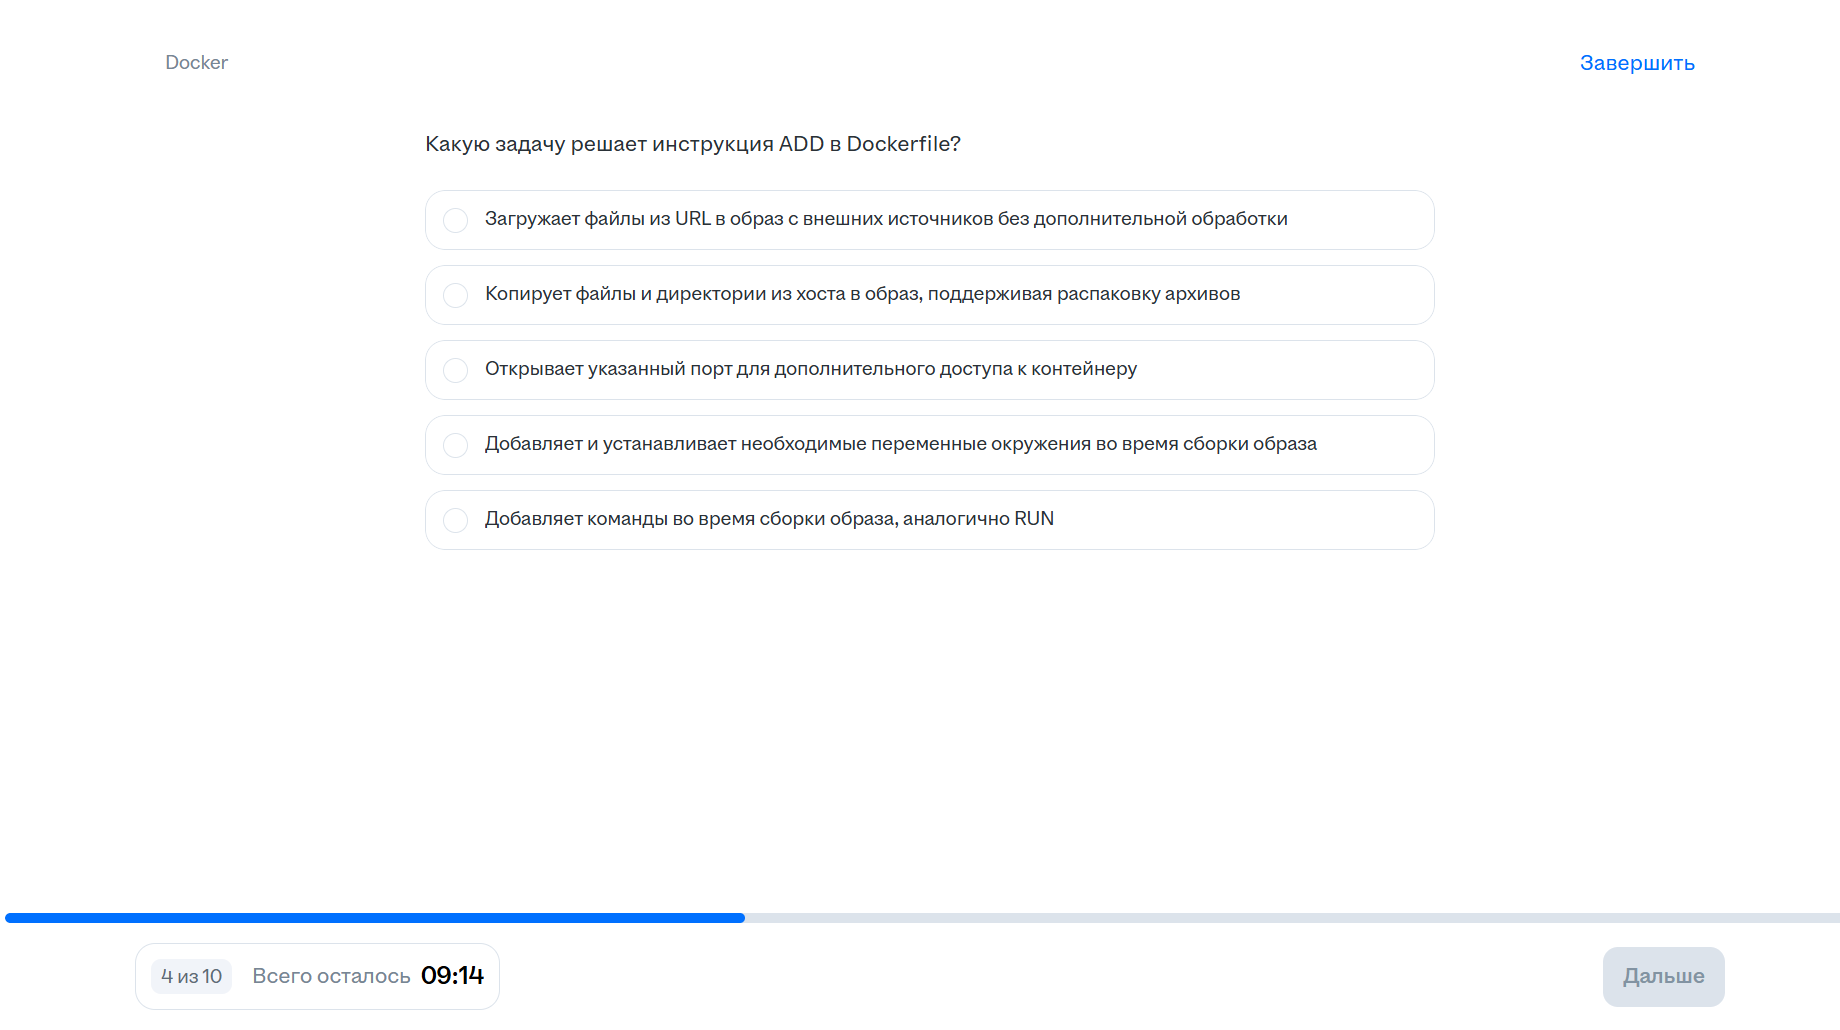 Docker
Завершить
Какую задачу решает инструкция ADD в Dockerfile?
Загружает файлы из URL в образ с внешних источников без дополнительной обработки
Копирует файлы и директории из хоста в образ, поддерживая распаковку архивов
Открывает указанный порт для дополнительного доступа к контейнеру
Добавляет и устанавливает необходимые переменные окружения во время сборки образа
Добавляет команды во время сборки образа, аналогично RUN
4 из 10
Всего осталось 09:14
Дальше